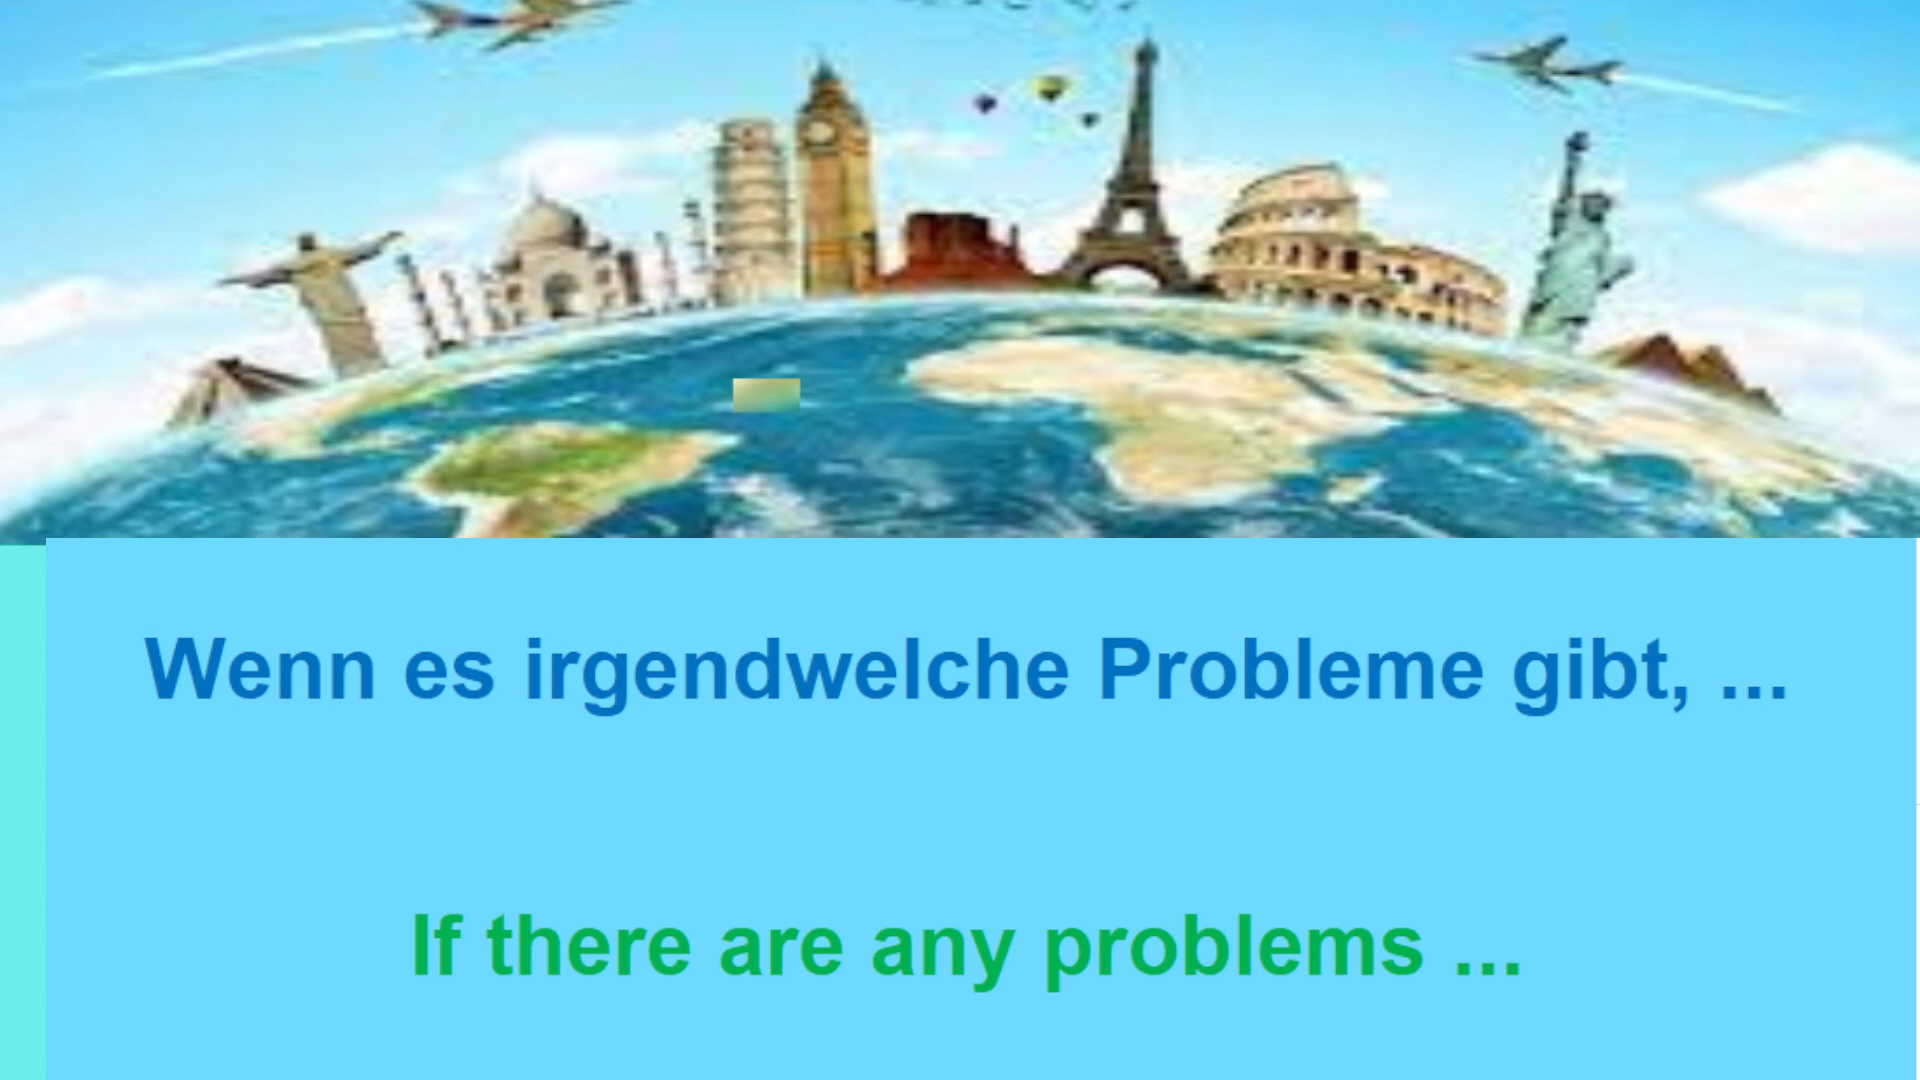 Wenn es irgendwelche Probleme gibt, ...
If there are any problems ...